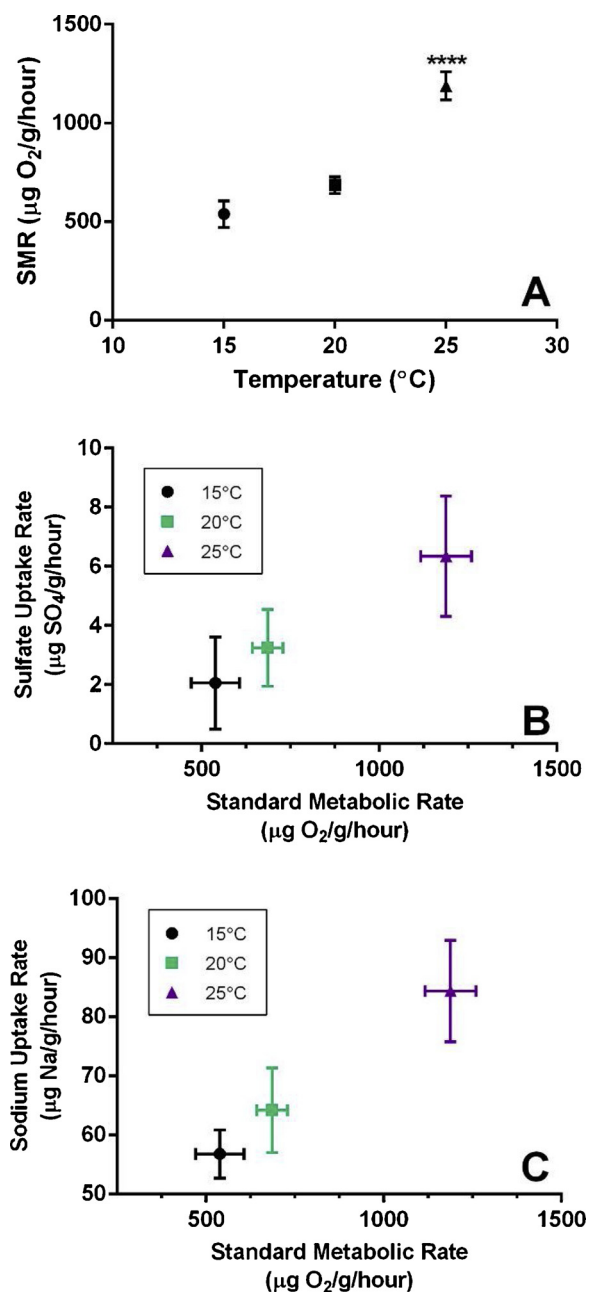 1500
1000
500
0
10
15
20
25
30
****
SMR (μg O₂/g/hour)
Temperature (°C)
A
10
8
6
4
2
0
500
1000
1500
15°C
20°C
25°C
Sulfate Uptake Rate
(μg SO₄/g/hour)
Standard Metabolic Rate
(μg O₂/g/hour)
B
100
90
80
70
60
50
500
1000
1500
15°C
20°C
25°C
Sodium Uptake Rate
(μg Na/g/hour)
Standard Metabolic Rate
(μg O₂/g/hour)
C